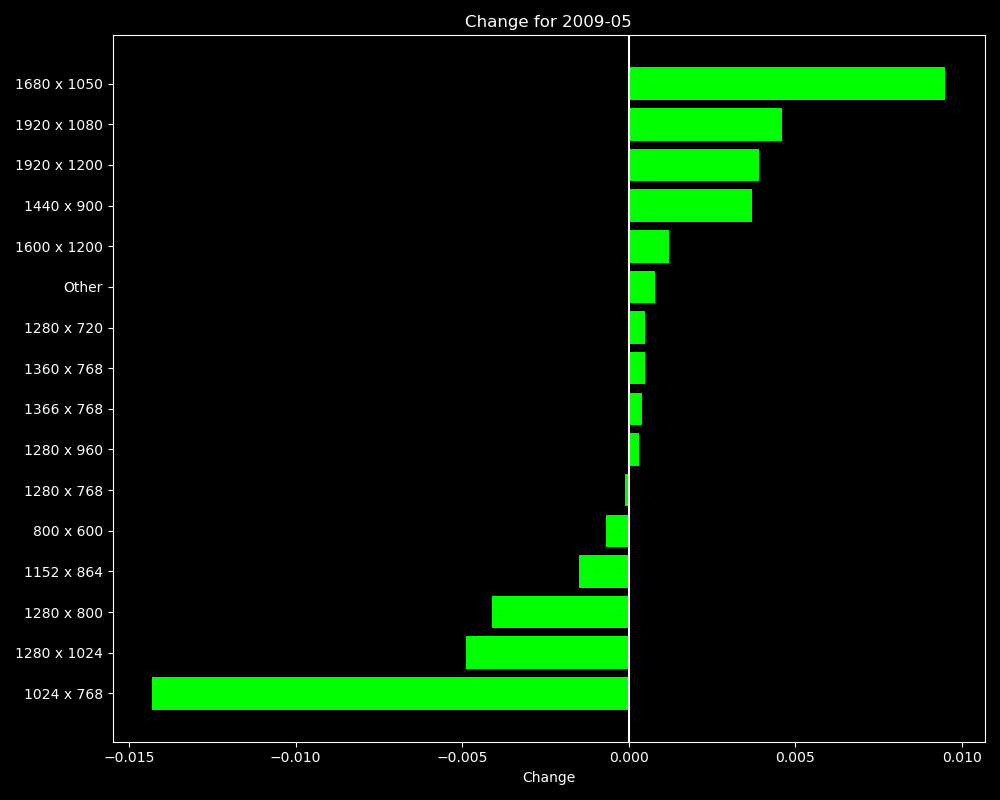 Change for 2009-05
1680 x 1050
1920 x 1080
1920 x 1200
1440 x 900
1600 x 1200
Other
1280 x 720
1360 x 768
1366 x 768
1280 x 960
1280 x 768
800 x 600
1152 x 864
1280 x 800
1280 x 1024
1024 x 768
−0.015 −0.010 −0.005 0.000 0.005 0.010
Change